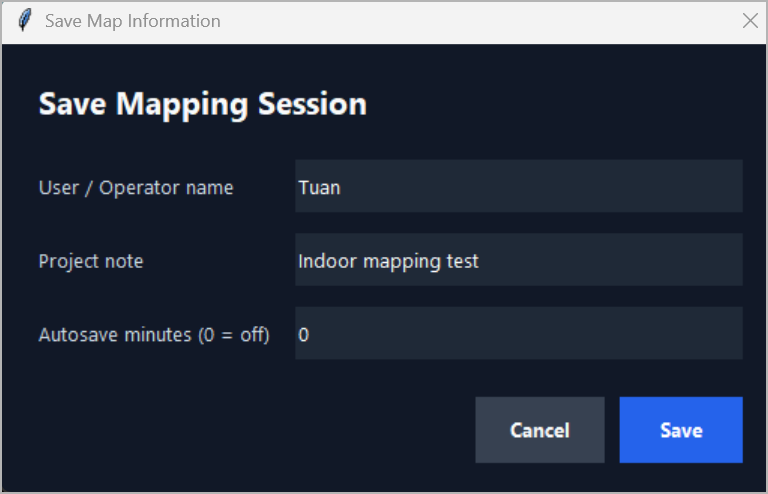 Save Map Information
Save Mapping Session
User / Operator name
Tuan
Project note
Indoor mapping test
Autosave minutes (0 = off)
0
Cancel
Save